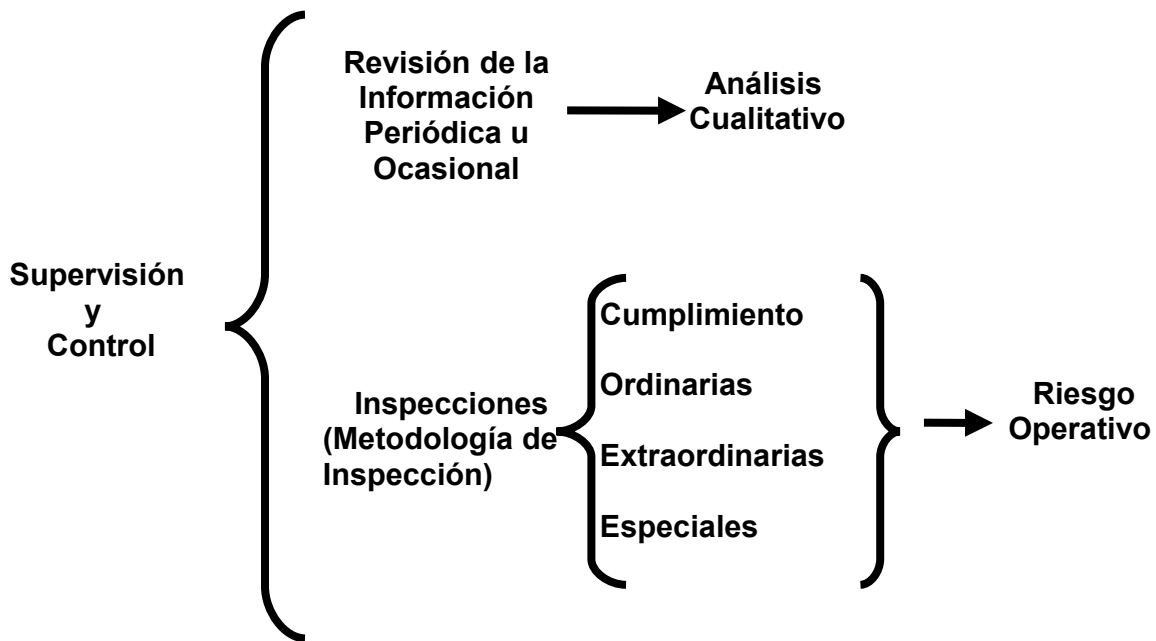 Supervisión
y
Control
Revisión de la
Información
Periódica u
Ocasional
Análisis
Cualitativo
Inspecciones
(Metodología de
Inspección)
Cumplimiento
Ordinarias
Extraordinarias
Especiales
Riesgo
Operativo